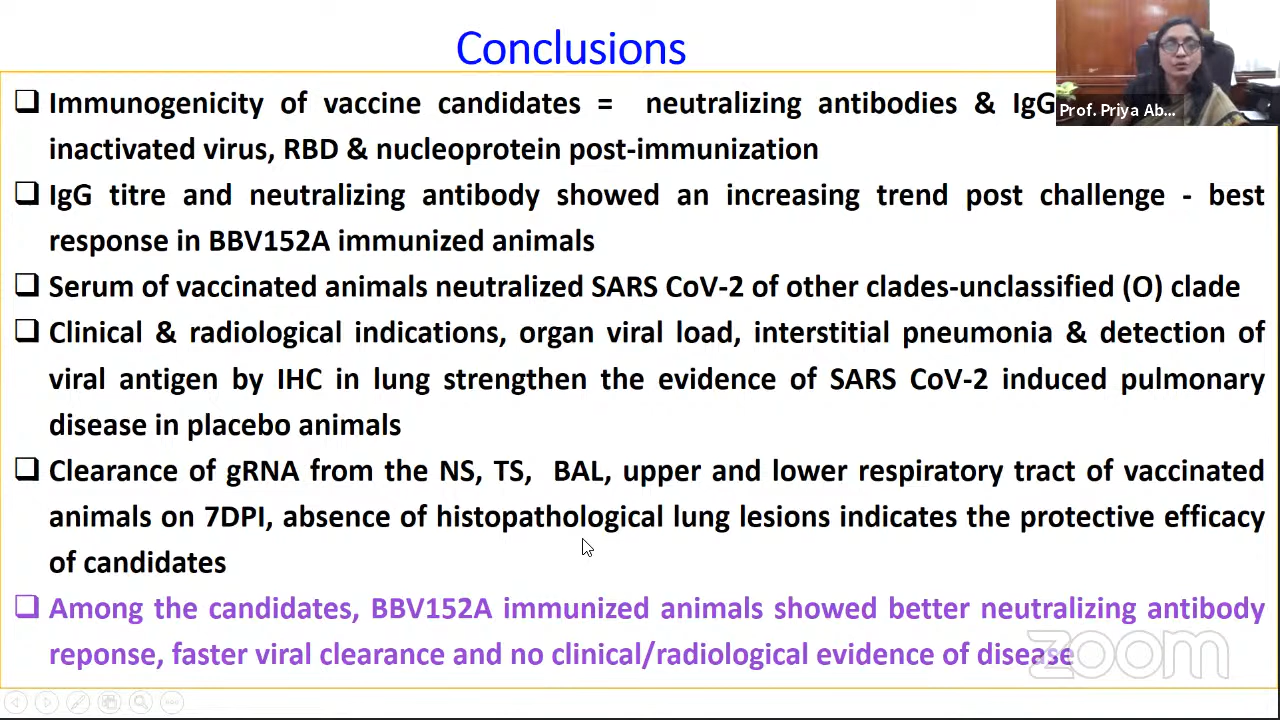 Conclusions
Prof. Priya Ab...
❑ Immunogenicity of vaccine candidates = neutralizing antibodies & IgG
inactivated virus, RBD & nucleoprotein post-immunization
❑ IgG titre and neutralizing antibody showed an increasing trend post challenge - best
response in BBV152A immunized animals
❑ Serum of vaccinated animals neutralized SARS CoV-2 of other clades-unclassified (O) clade
❑ Clinical & radiological indications, organ viral load, interstitial pneumonia & detection of
viral antigen by IHC in lung strengthen the evidence of SARS CoV-2 induced pulmonary
disease in placebo animals
❑ Clearance of gRNA from the NS, TS, BAL, upper and lower respiratory tract of vaccinated
animals on 7DPI, absence of histopathological lung lesions indicates the protective efficacy
of candidates
❑ Among the candidates, BBV152A immunized animals showed better neutralizing antibody
reponse, faster viral clearance and no clinical/radiological evidence of disease
zoom